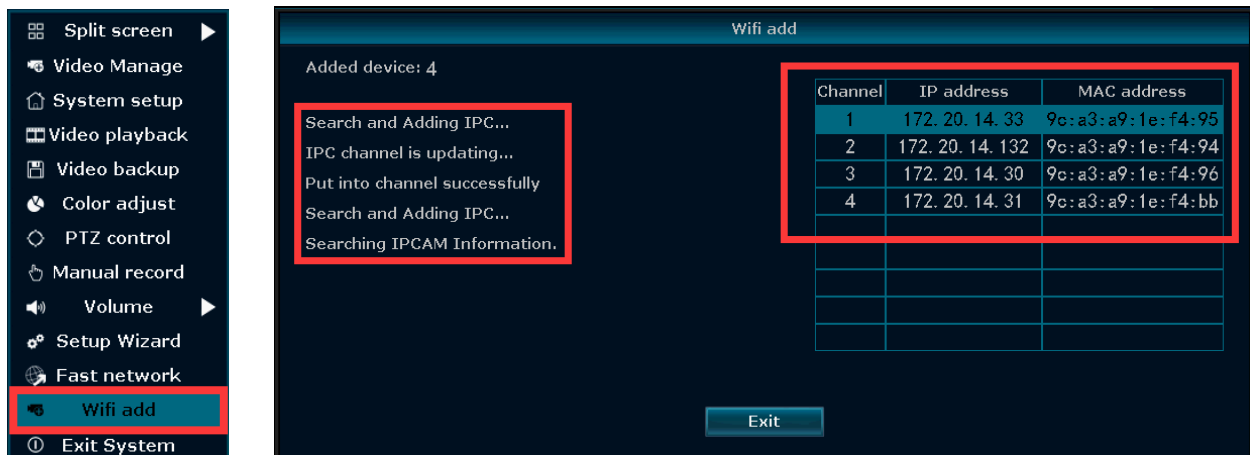 Split screen
Video Manage
System setup
Video playback
Video backup
Color adjust
PTZ control
Manual record
Volume
Setup Wizard
Fast network
Wifi add
Exit System
Wifi add
Added device: 4
Search and Adding IPC...
IPC channel is updating...
Put into channel successfully
Search and Adding IPC...
Searching IPCAM Information.
Channel IP address MAC address
1 172. 20. 14. 33 9c:a3:a9:1e:f4:95
2 172. 20. 14. 132 9c:a3:a9:1e:f4:94
3 172. 20. 14. 30 9c:a3:a9:1e:f4:96
4 172. 20. 14. 31 9c:a3:a9:1e:f4:bb
Exit